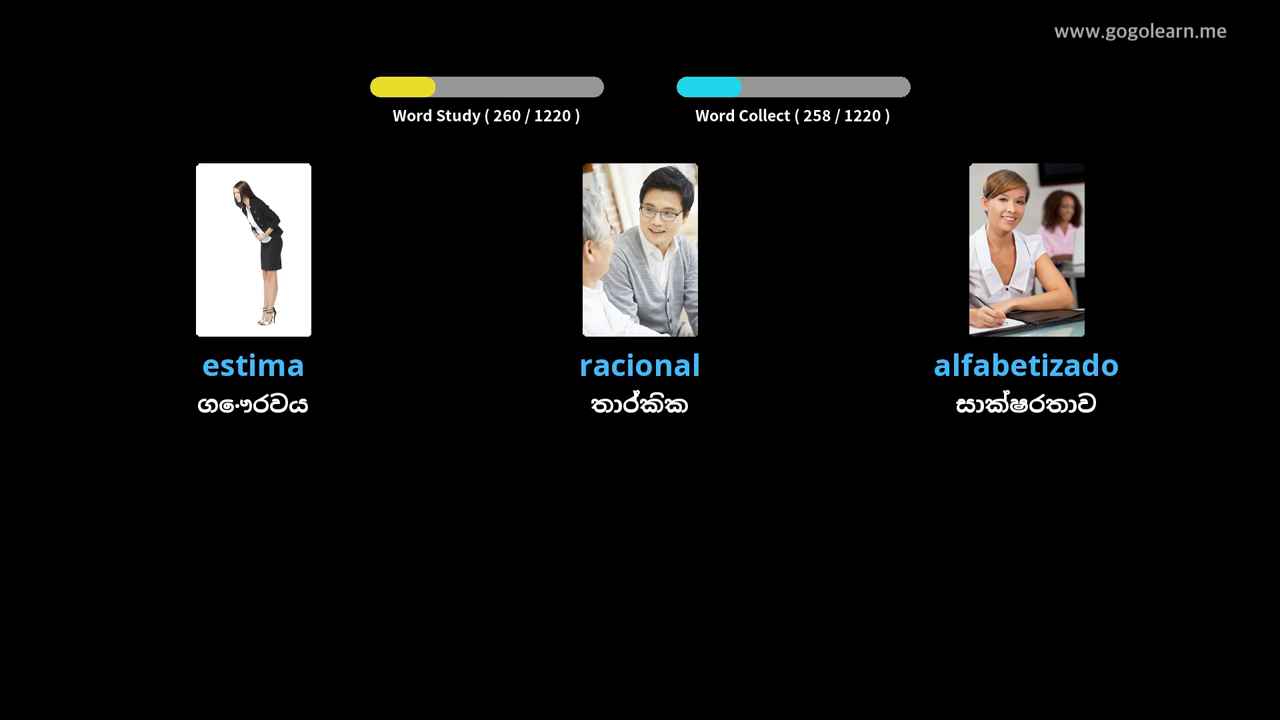 www.gogolearn.me
Word Study ( 260 / 1220 )
Word Collect ( 258 / 1220 )
estima
ගෞරවය
racional
තාර්කික
alfabetizado
සාක්ෂරතාව